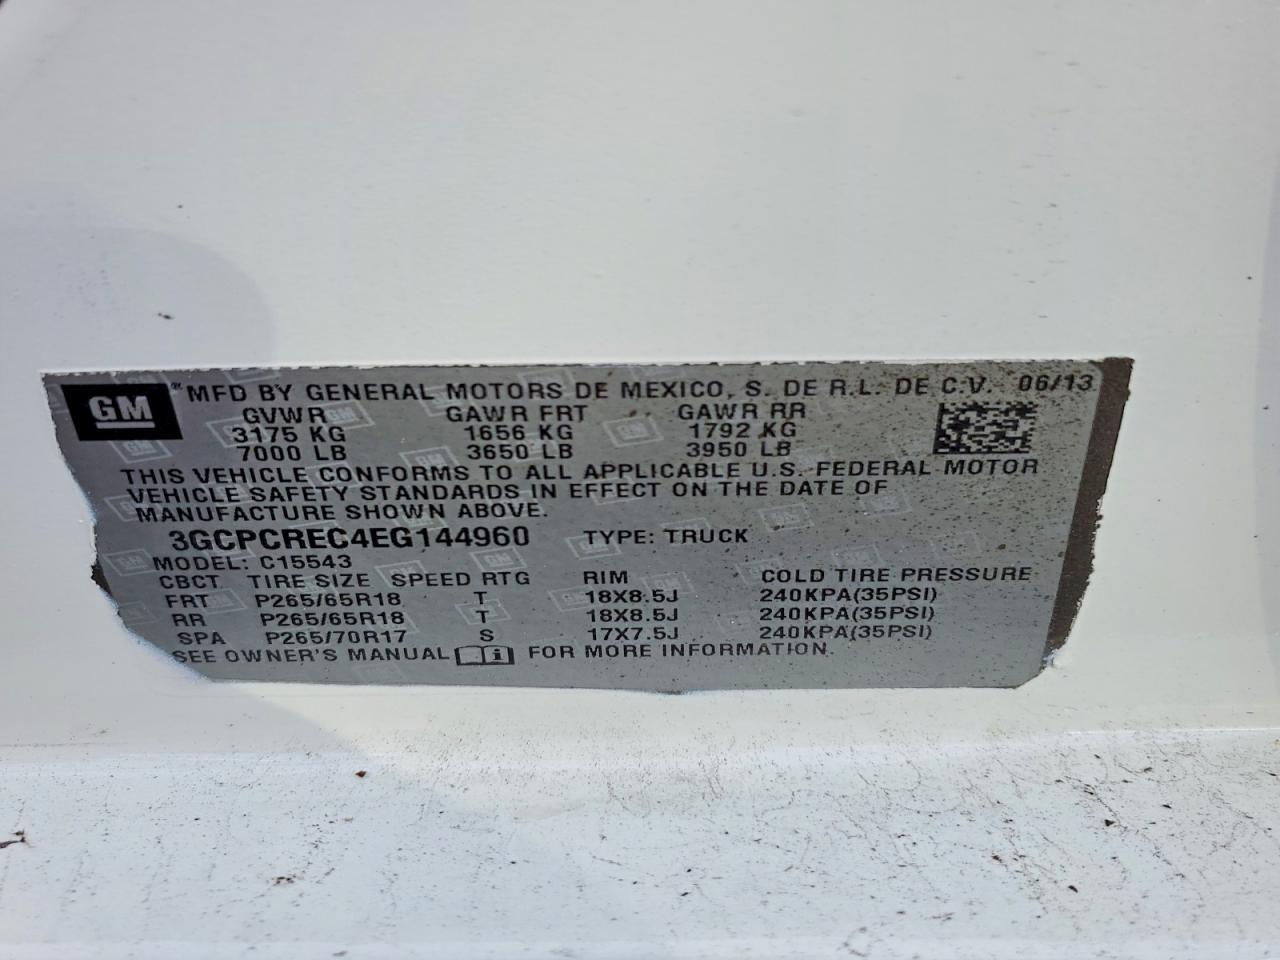 GM MFD BY GENERAL MOTORS DE MEXICO, S. DE R.L. DE C.V. 06/13
GVWR GAWR FRT GAWR RR
3175 KG 1656 KG 1792 KG
7000 LB 3650 LB 3950 LB
THIS VEHICLE CONFORMS TO ALL APPLICABLE U.S. FEDERAL MOTOR
VEHICLE SAFETY STANDARDS IN EFFECT ON THE DATE OF
MANUFACTURE SHOWN ABOVE.
3GCPCREC4EG144960 TYPE: TRUCK
MODEL: C15543
CBCT TIRE SIZE SPEED RTG RIM COLD TIRE PRESSURE
FRT P265/65R18 T 18X8.5J 240KPA(35PSI)
RR P265/65R18 T 18X8.5J 240KPA(35PSI)
SPA P265/70R17 S 17X7.5J 240KPA(35PSI)
SEE OWNER'S MANUAL FOR MORE INFORMATION.